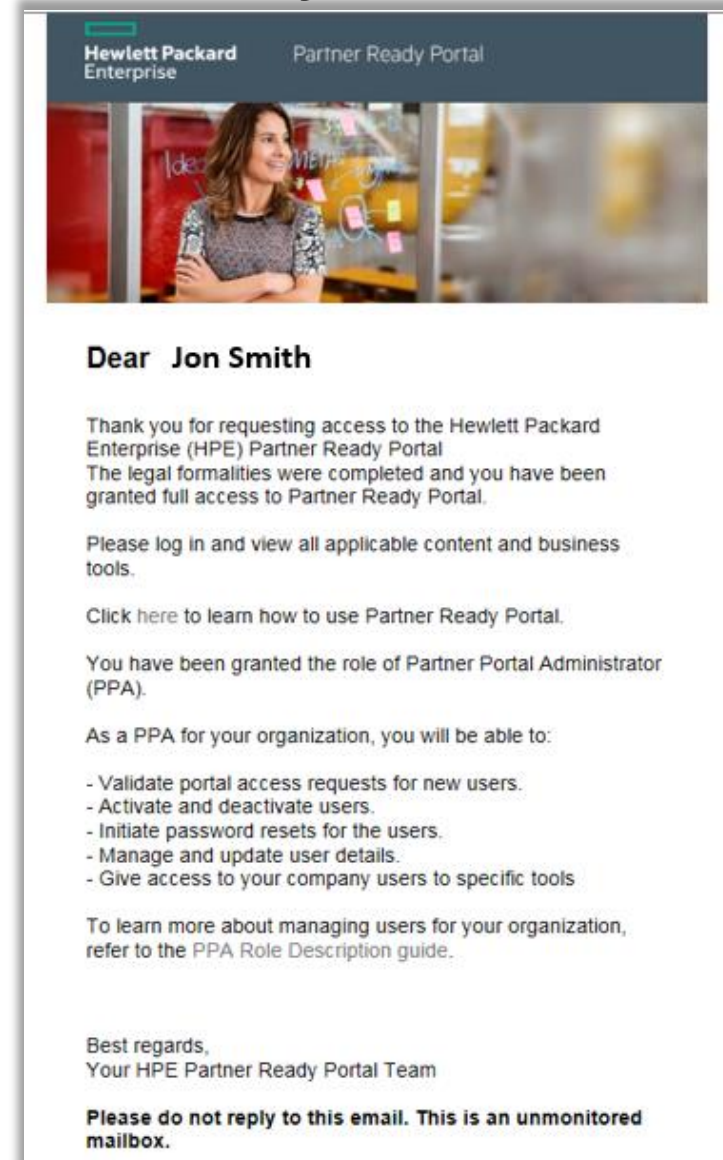 Hewlett Packard
Enterprise
Partner Ready Portal
Idea
Dear Jon Smith
Thank you for requesting access to the Hewlett Packard
Enterprise (HPE) Partner Ready Portal
The legal formalities were completed and you have been
granted full access to Partner Ready Portal.
Please log in and view all applicable content and business
tools.
Click here to learn how to use Partner Ready Portal.
You have been granted the role of Partner Portal Administrator
(PPA).
As a PPA for your organization, you will be able to:
- Validate portal access requests for new users.
- Activate and deactivate users.
- Initiate password resets for the users.
- Manage and update user details.
- Give access to your company users to specific tools
To learn more about managing users for your organization,
refer to the PPA Role Description guide.
Best regards,
Your HPE Partner Ready Portal Team
Please do not reply to this email. This is an unmonitored
mailbox.